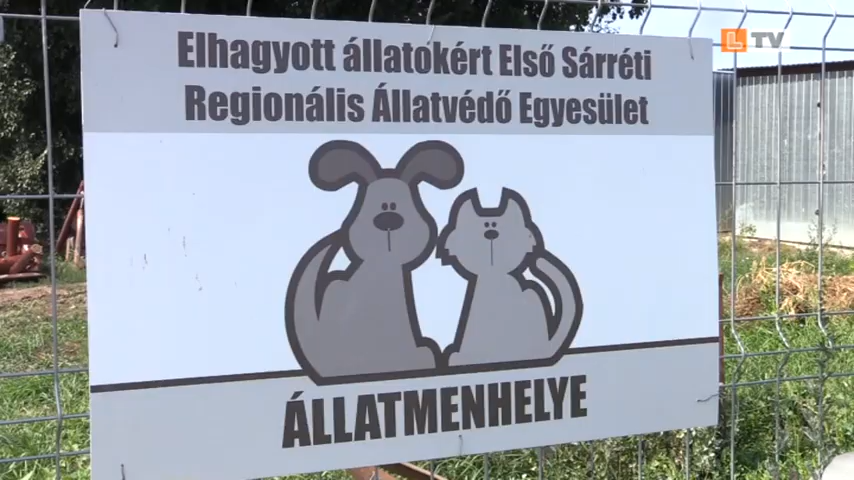 Elhagyott állatokért Első Sárréti
Regionális Állatvédő Egyesület
ÁLLATMENHELYE
L TV